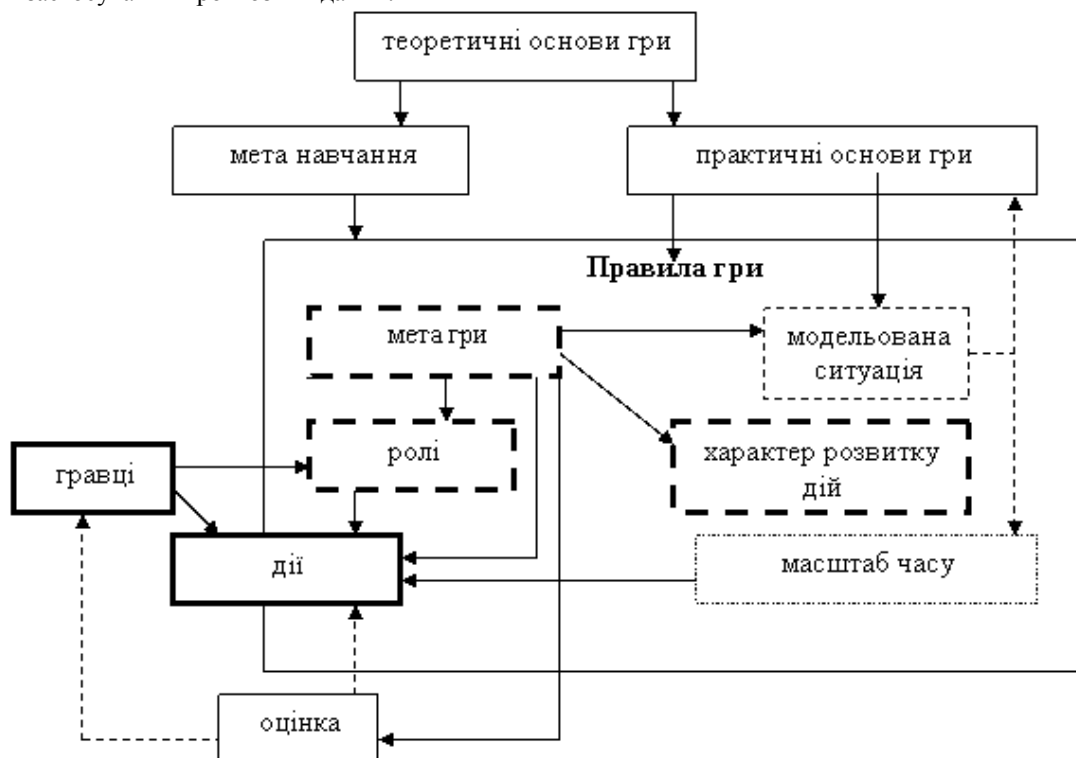 теоретичні основи гри
мета навчання
практичні основи гри
Правила гри
мета гри
модельована
ситуація
ролі
характер розвитку
дій
гравці
дії
масштаб часу
оцінка